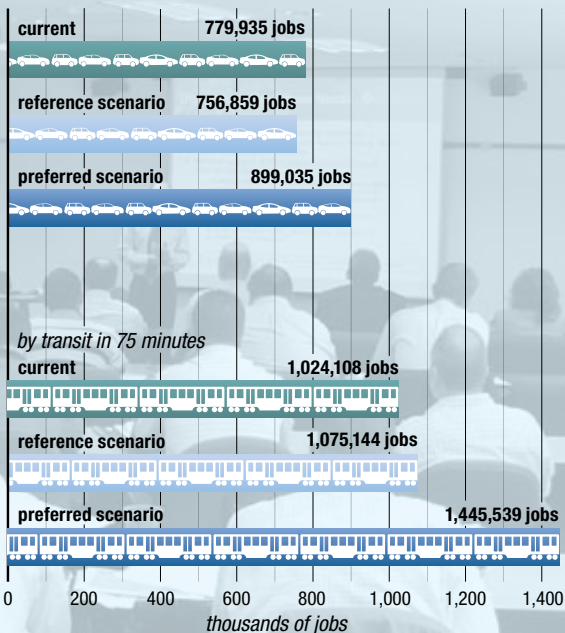 current 779,935 jobs
reference scenario 756,859 jobs
preferred scenario 899,035 jobs
by transit in 75 minutes
current 1,024,108 jobs
reference scenario 1,075,144 jobs
preferred scenario 1,445,539 jobs
0 200 400 600 800 1,000 1,200 1,400
thousands of jobs